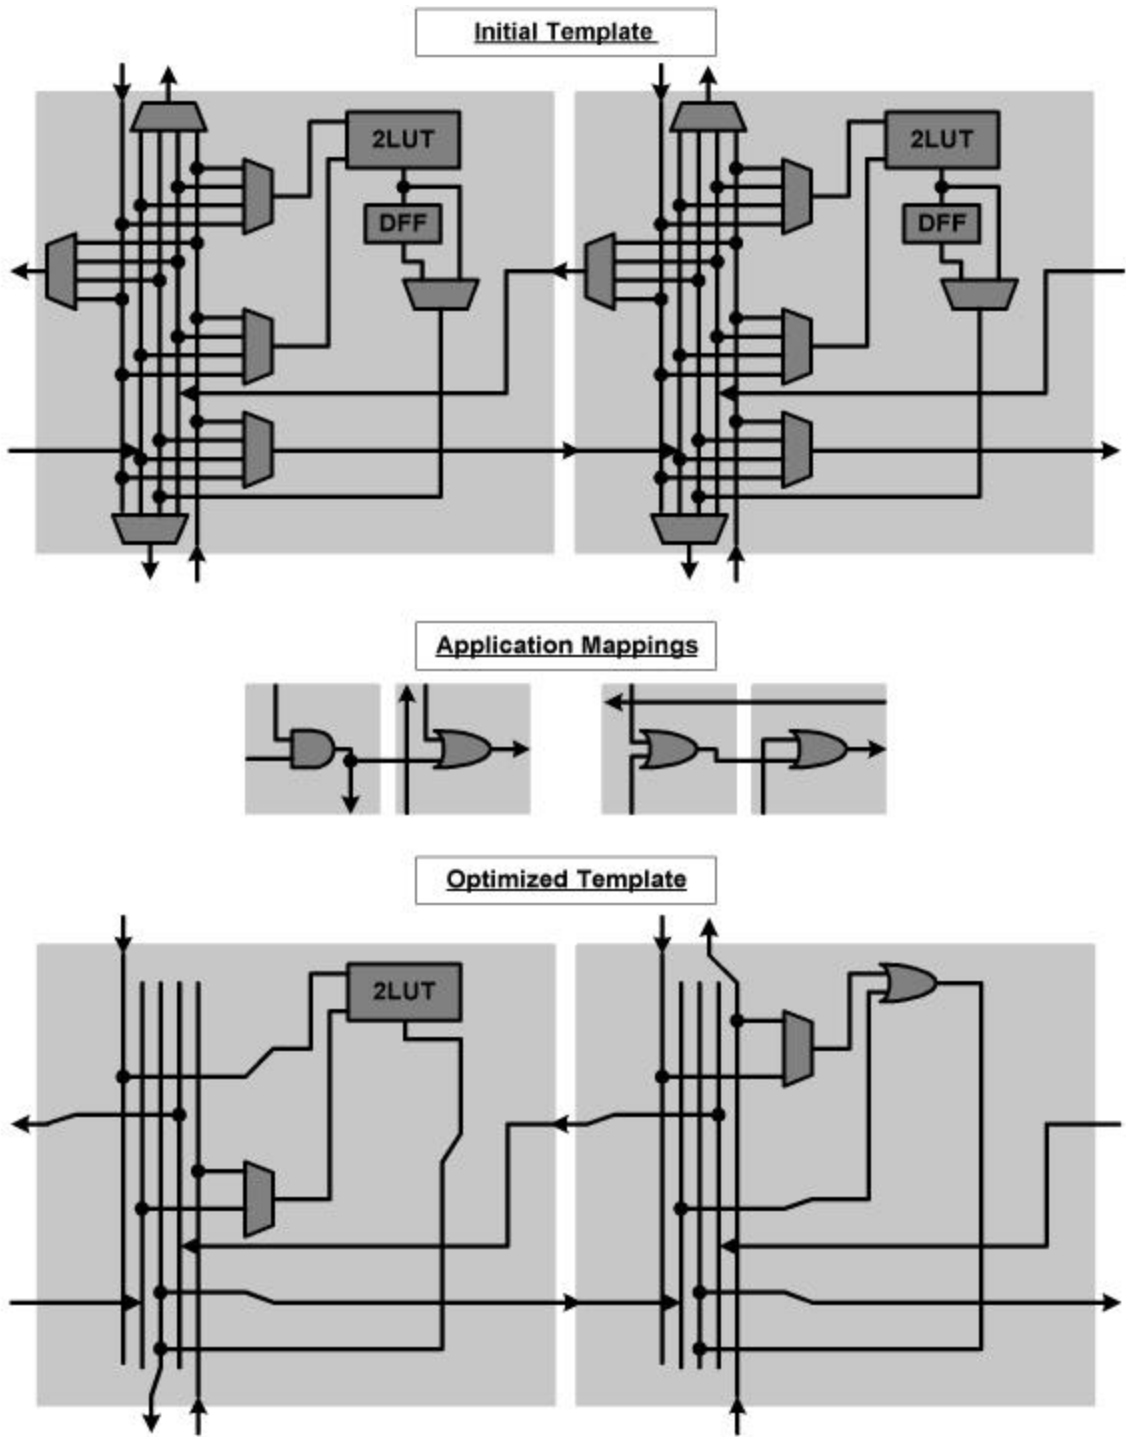 Initial Template
2LUT
2LUT
DFF
DFF
Application Mappings
Optimized Template
2LUT